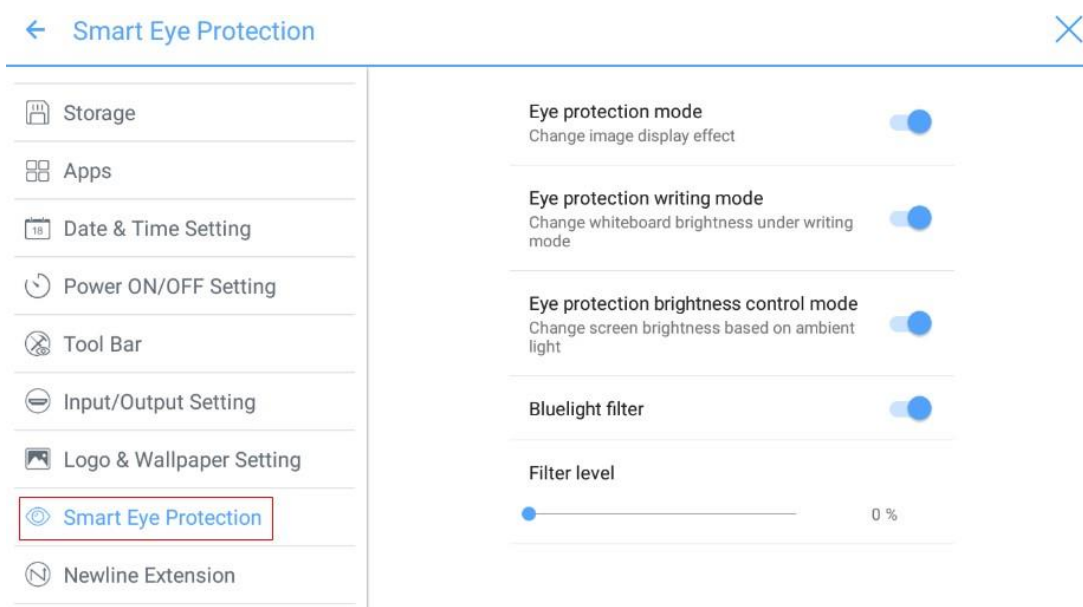 Smart Eye Protection
Storage
Apps
18
Date & Time Setting
Power ON/OFF Setting
Tool Bar
Input/Output Setting
Logo & Wallpaper Setting
Smart Eye Protection
Newline Extension
Eye protection mode
Change image display effect
Eye protection writing mode
Change whiteboard brightness under writing
mode
Eye protection brightness control mode
Change screen brightness based on ambient
light
Bluelight filter
Filter level
0 %